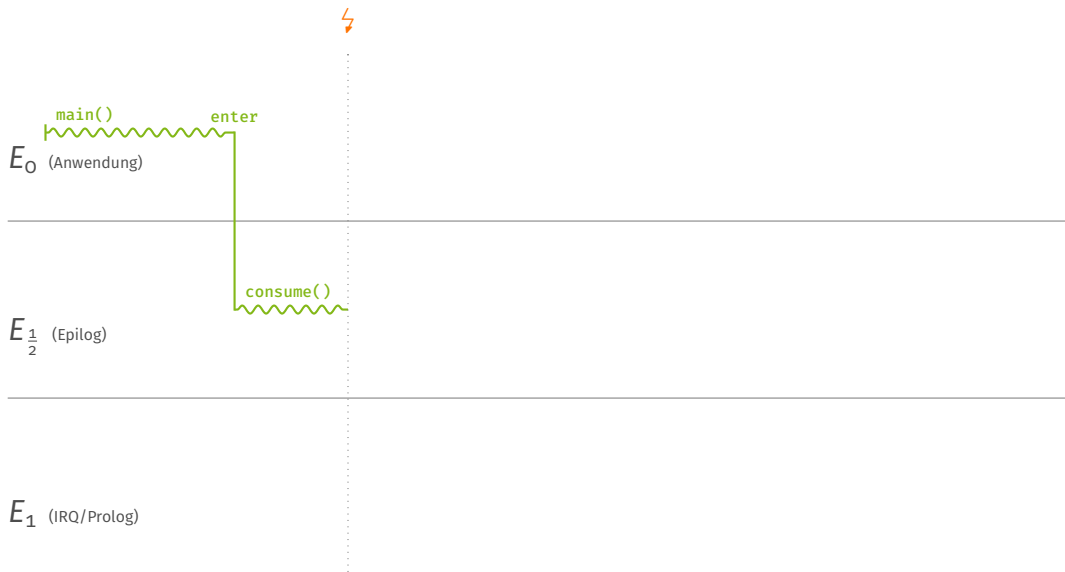 main()
enter
E₀ (Anwendung)
consume()
E½ (Epilog)
E₁ (IRQ/Prolog)